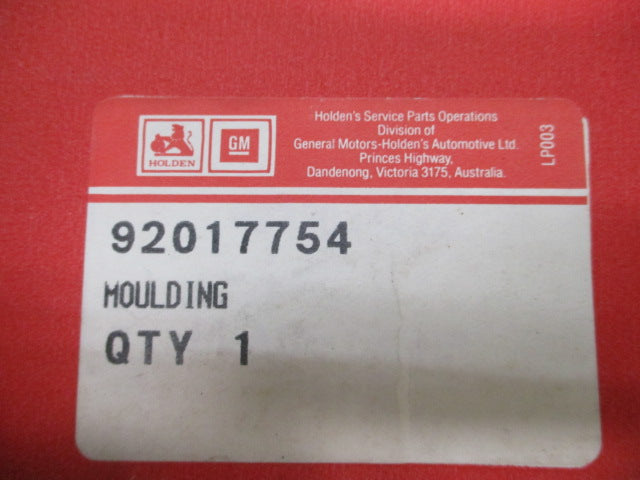 HOLDEN
GM
Holden's Service Parts Operations
Division of
General Motors-Holden's Automotive Ltd.
Princes Highway,
Dandenong, Victoria 3175, Australia.
LP003
92017754
MOULDING
QTY 1